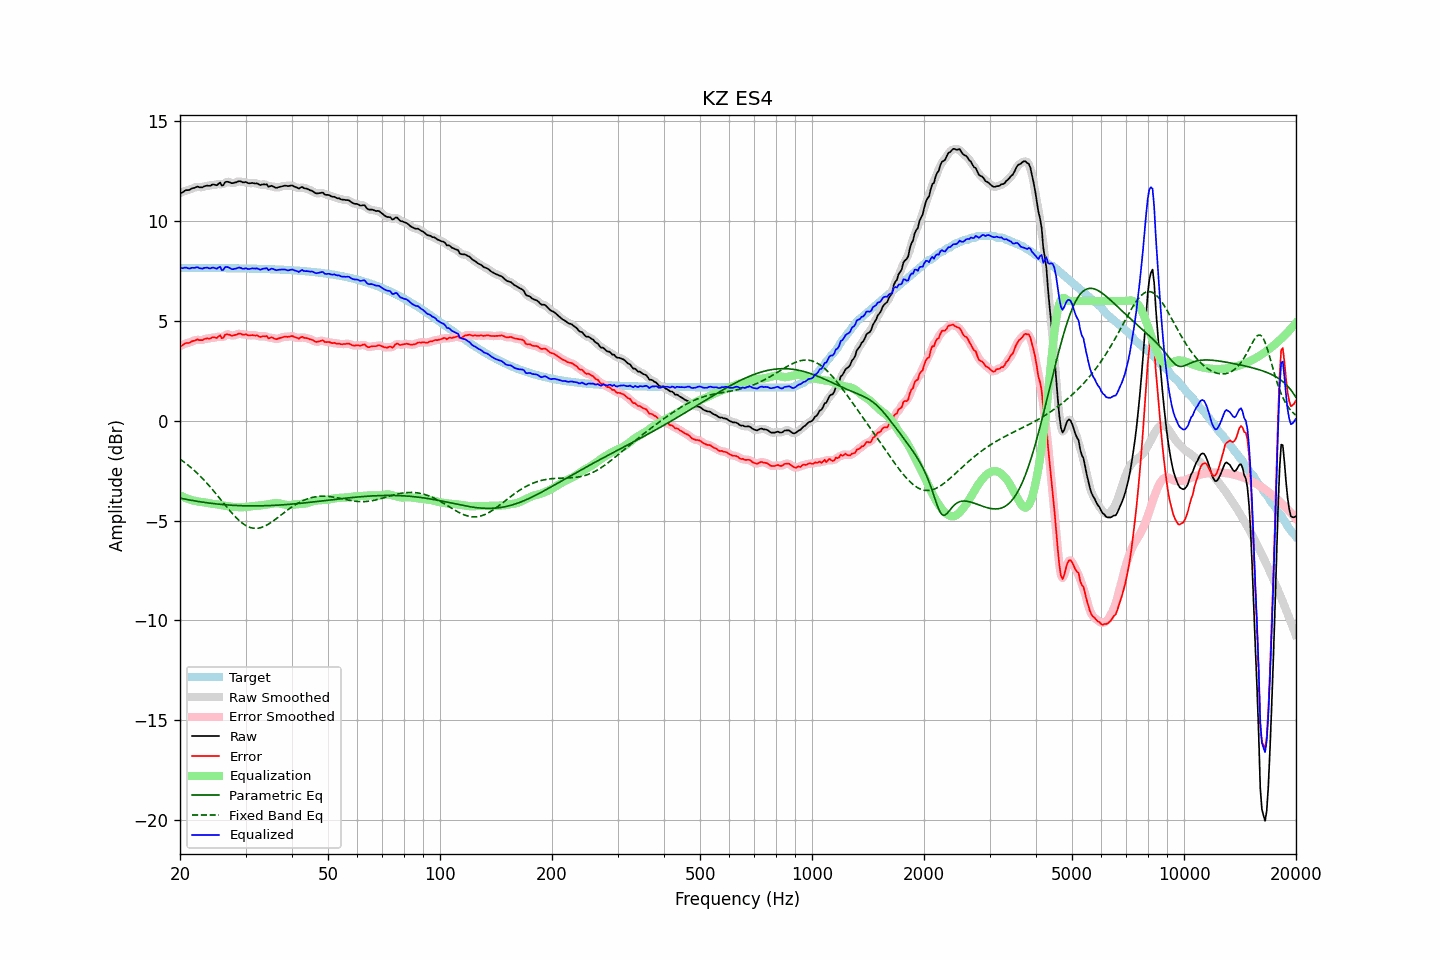 KZ ES4
15
10
5
0
−5
−10
−15
−20
Amplitude (dBr)
Target
Raw Smoothed
Error Smoothed
Raw
Error
Equalization
Parametric Eq
Fixed Band Eq
Equalized
20 50 100 200 500 1000 2000 5000 10000 20000
Frequency (Hz)